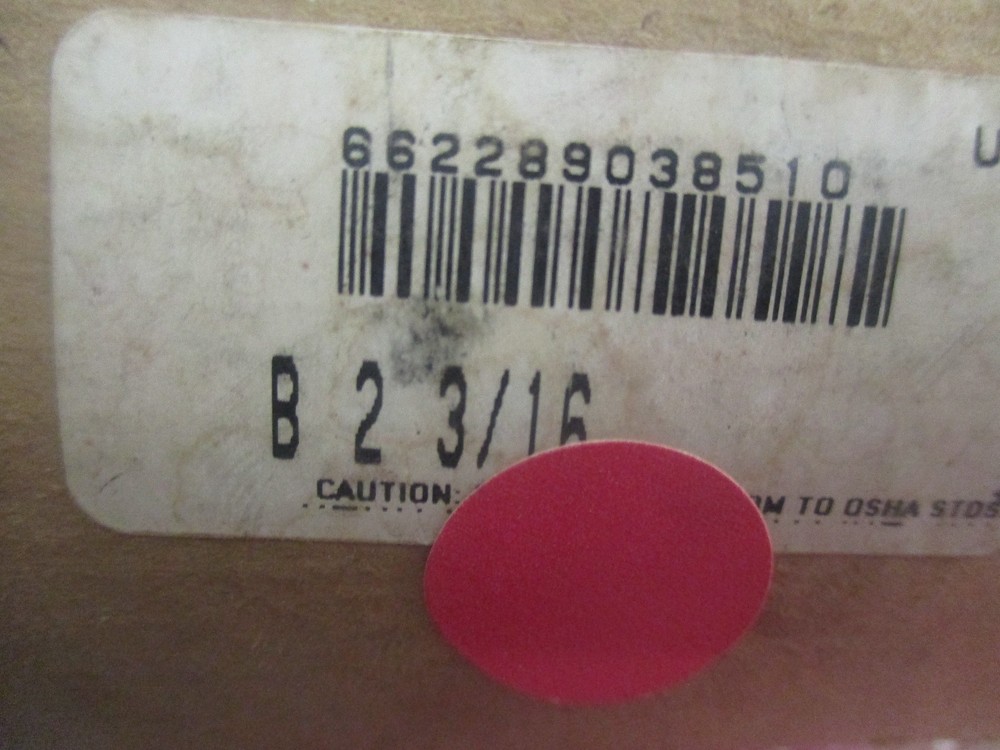 662289038510
U
B 2 3/16
CAUTION: TO OSHA STDS